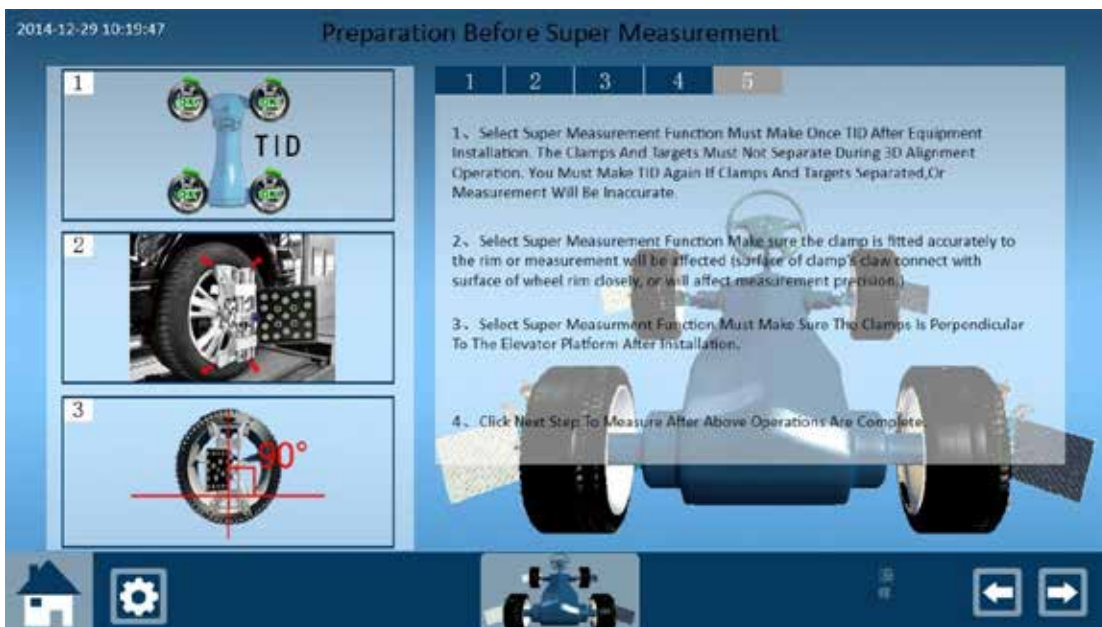 2014-12-29 10:19:47
Preparation Before Super Measurement
1
TID
2
3
90°
1 2 3 4 5
1、Select Super Measurement Function Must Make Once TID After Equipment
Installation. The Clamps And Targets Must Not Separate During 3D Alignment
Operation. You Must Make TID Again If Clamps And Targets Separated,Or
Measurement Will Be Inaccurate.
2、Select Super Measurement Function Make sure the clamp is fitted accurately to
the rim or measurement will be affected (surface of clamp's claw connect with
surface of wheel rim closely, or will affect measurement precision.)
3、Select Super Measurment Function Must Make Sure The Clamps Is Perpendicular
To The Elevator Platform After Installation.
4、Click Next Step To Measure After Above Operations Are Complete.